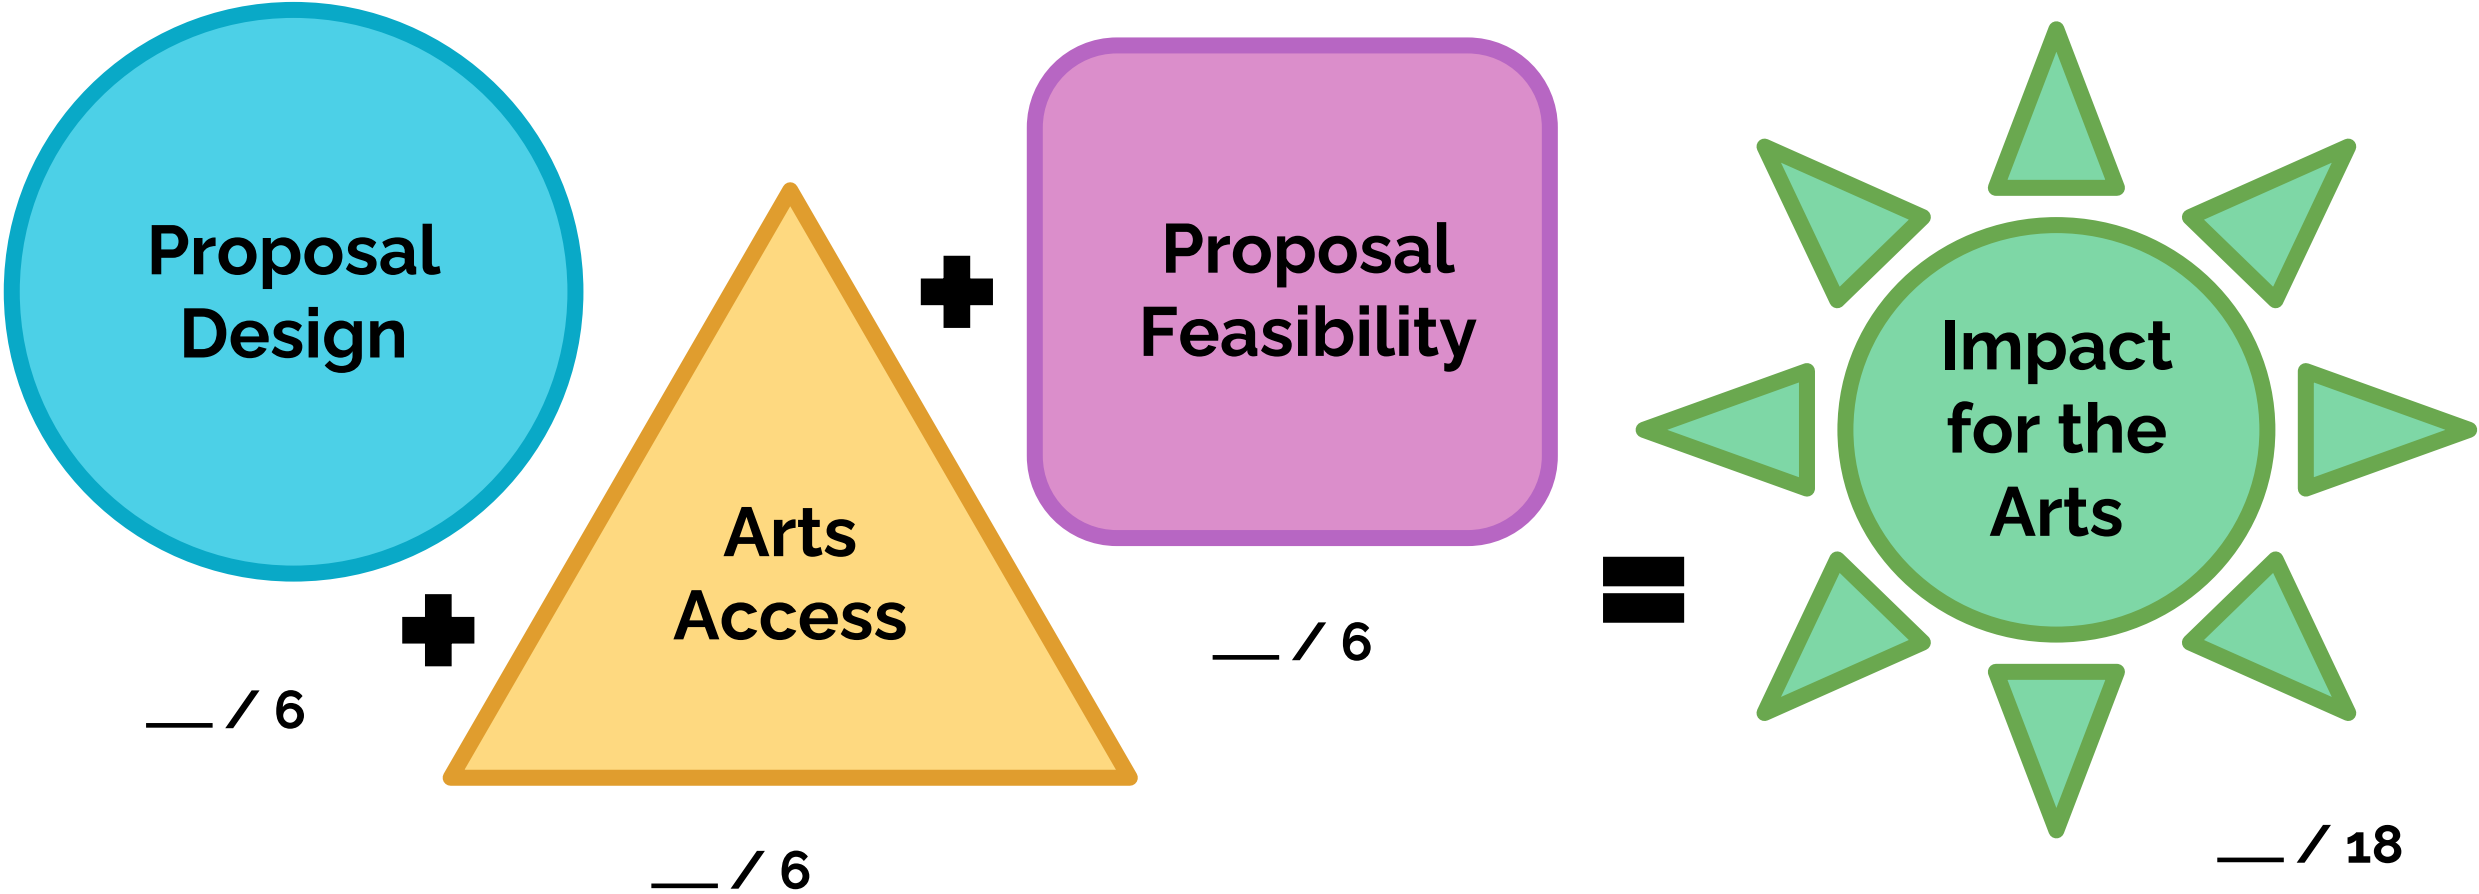 Proposal
Design
__ / 6
+
Arts
Access
__ / 6
+
Proposal
Feasibility
__ / 6
=
Impact
for the
Arts
__ / 18